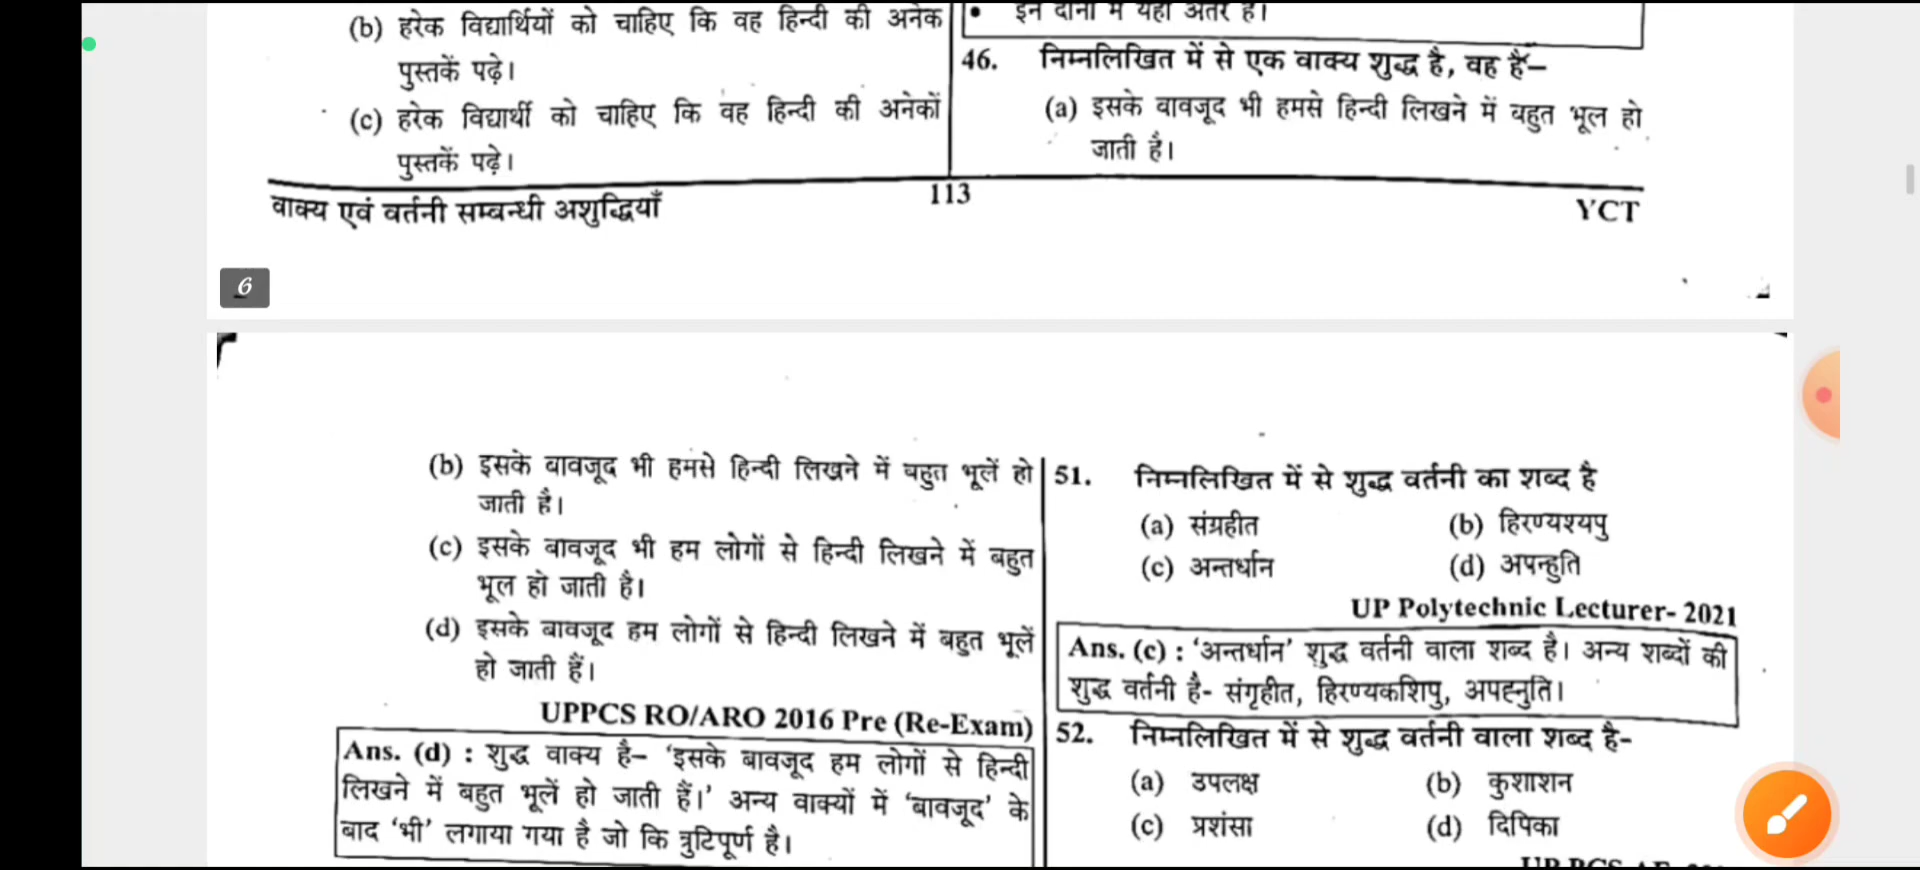 (b) हरेक विद्यार्थियों को चाहिए कि वह हिन्दी की अनेक
पुस्तकें पढ़े।
(c) हरेक विद्यार्थी को चाहिए कि वह हिन्दी की अनेकों
पुस्तकें पढ़े।
• इन दोनों में यही अंतर है।
46. निम्नलिखित में से एक वाक्य शुद्ध है, वह है–
(a) इसके बावजूद भी हमसे हिन्दी लिखने में बहुत भूल हो
जाती है।
वाक्य एवं वर्तनी सम्बन्धी अशुद्धियाँ
113
YCT
6
(b) इसके बावजूद भी हमसे हिन्दी लिखने में बहुत भूलें हो
जाती है।
(c) इसके बावजूद भी हम लोगों से हिन्दी लिखने में बहुत
भूल हो जाती है।
(d) इसके बावजूद हम लोगों से हिन्दी लिखने में बहुत भूलें
हो जाती हैं।
UPPCS RO/ARO 2016 Pre (Re-Exam)
Ans. (d) : शुद्ध वाक्य है– ‘इसके बावजूद हम लोगों से हिन्दी
लिखने में बहुत भूलें हो जाती हैं।’ अन्य वाक्यों में ‘बावजूद’ के
बाद ‘भी’ लगाया गया है जो कि त्रुटिपूर्ण है।
51. निम्नलिखित में से शुद्ध वर्तनी का शब्द है
(a) संग्रहीत (b) हिरण्यश्यपु
(c) अन्तर्धान (d) अपन्हुति
UP Polytechnic Lecturer- 2021
Ans. (c) : ‘अन्तर्धान’ शुद्ध वर्तनी वाला शब्द है। अन्य शब्दों की
शुद्ध वर्तनी है- संगृहीत, हिरण्यकशिपु, अपह्नुति।
52. निम्नलिखित में से शुद्ध वर्तनी वाला शब्द है–
(a) उपलक्ष (b) कुशाशन
(c) प्रशंसा (d) दिपिका